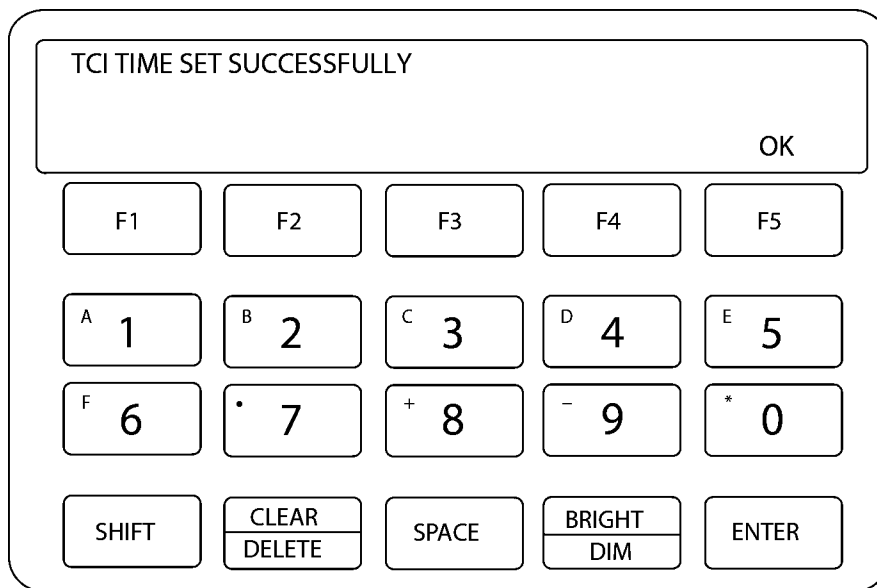 TCI TIME SET SUCCESSFULLY
OK
F1 F2 F3 F4 F5
A 1 B 2 C 3 D 4 E 5
F 6 • 7 + 8 − 9 * 0
SHIFT CLEAR SPACE BRIGHT ENTER
DELETE DIM